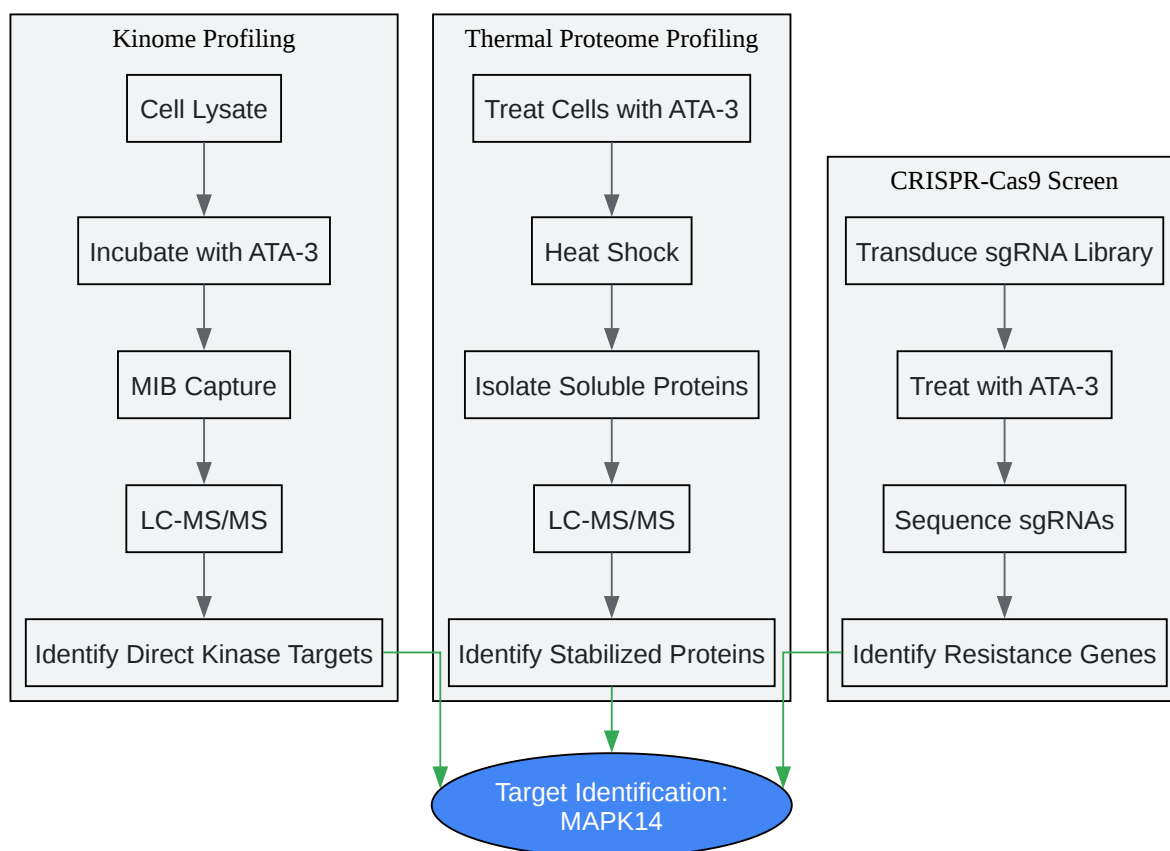 Kinome Profiling
Cell Lysate
Incubate with ATA-3
MIB Capture
LC-MS/MS
Identify Direct Kinase Targets
Thermal Proteome Profiling
Treat Cells with ATA-3
Heat Shock
Isolate Soluble Proteins
LC-MS/MS
Identify Stabilized Proteins
CRISPR-Cas9 Screen
Transduce sgRNA Library
Treat with ATA-3
Sequence sgRNAs
Identify Resistance Genes
Target Identification:
MAPK14